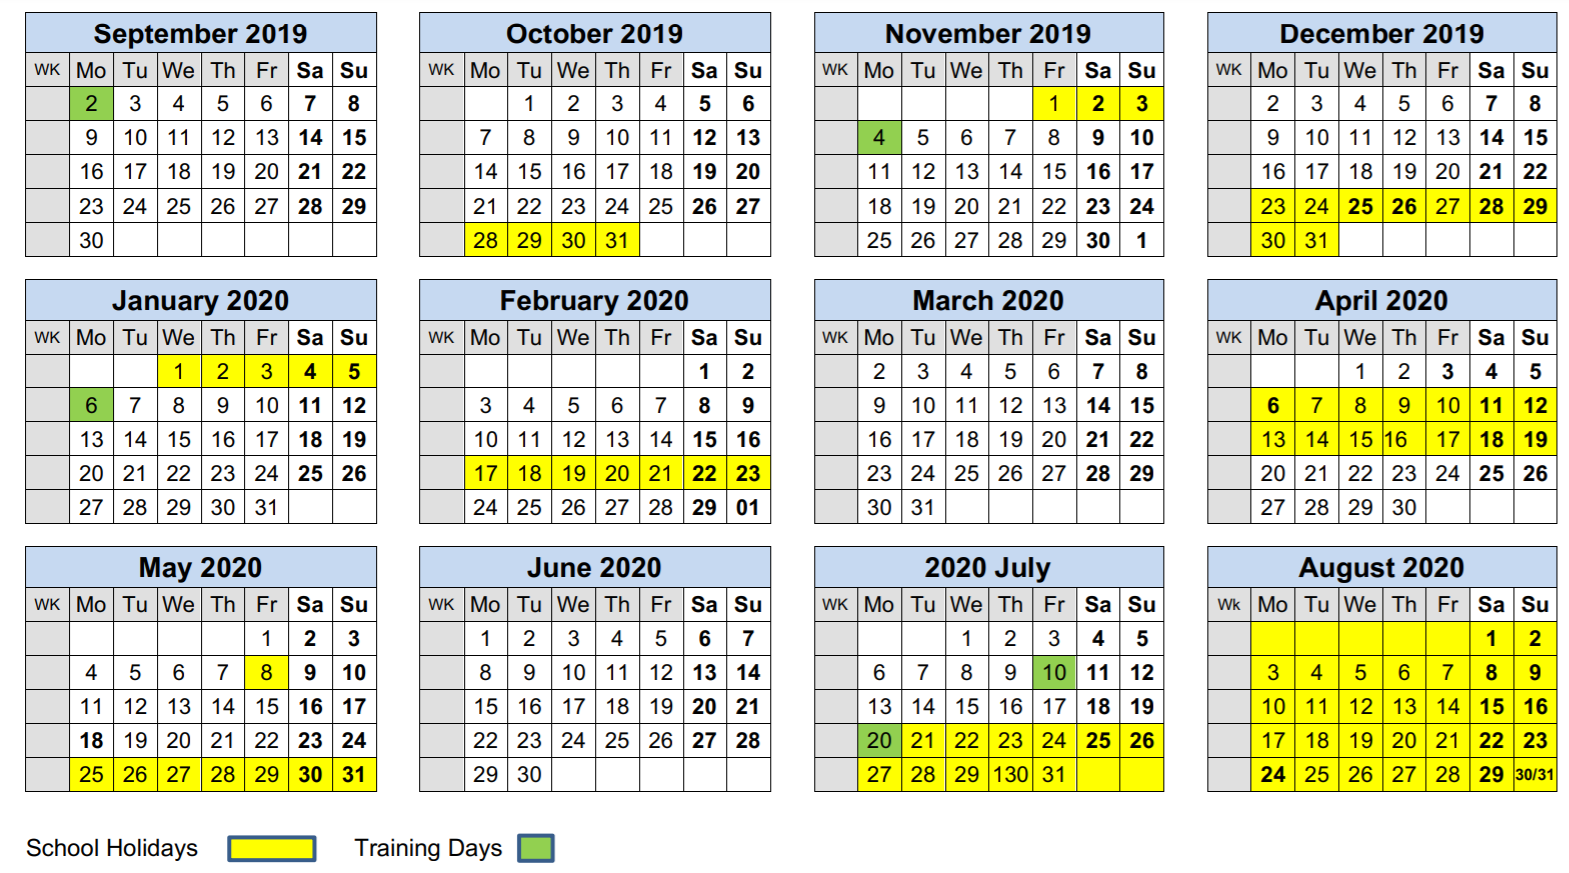 September 2019
WK Mo Tu We Th Fr Sa Su
2 3 4 5 6 7 8
9 10 11 12 13 14 15
16 17 18 19 20 21 22
23 24 25 26 27 28 29
30
October 2019
WK Mo Tu We Th Fr Sa Su
1 2 3 4 5 6
7 8 9 10 11 12 13
14 15 16 17 18 19 20
21 22 23 24 25 26 27
28 29 30 31
November 2019
WK Mo Tu We Th Fr Sa Su
1 2 3
4 5 6 7 8 9 10
11 12 13 14 15 16 17
18 19 20 21 22 23 24
25 26 27 28 29 30 1
December 2019
WK Mo Tu We Th Fr Sa Su
2 3 4 5 6 7 8
9 10 11 12 13 14 15
16 17 18 19 20 21 22
23 24 25 26 27 28 29
30 31
January 2020
WK Mo Tu We Th Fr Sa Su
1 2 3 4 5
6 7 8 9 10 11 12
13 14 15 16 17 18 19
20 21 22 23 24 25 26
27 28 29 30 31
February 2020
WK Mo Tu We Th Fr Sa Su
1 2
3 4 5 6 7 8 9
10 11 12 13 14 15 16
17 18 19 20 21 22 23
24 25 26 27 28 29 01
March 2020
WK Mo Tu We Th Fr Sa Su
2 3 4 5 6 7 8
9 10 11 12 13 14 15
16 17 18 19 20 21 22
23 24 25 26 27 28 29
30 31
April 2020
WK Mo Tu We Th Fr Sa Su
1 2 3 4 5
6 7 8 9 10 11 12
13 14 15 16 17 18 19
20 21 22 23 24 25 26
27 28 29 30
May 2020
WK Mo Tu We Th Fr Sa Su
1 2 3
4 5 6 7 8 9 10
11 12 13 14 15 16 17
18 19 20 21 22 23 24
25 26 27 28 29 30 31
June 2020
WK Mo Tu We Th Fr Sa Su
1 2 3 4 5 6 7
8 9 10 11 12 13 14
15 16 17 18 19 20 21
22 23 24 25 26 27 28
29 30
2020 July
WK Mo Tu We Th Fr Sa Su
1 2 3 4 5
6 7 8 9 10 11 12
13 14 15 16 17 18 19
20 21 22 23 24 25 26
27 28 29 130 31
August 2020
Wk Mo Tu We Th Fr Sa Su
1 2
3 4 5 6 7 8 9
10 11 12 13 14 15 16
17 18 19 20 21 22 23
24 25 26 27 28 29 30/31
School Holidays
Training Days